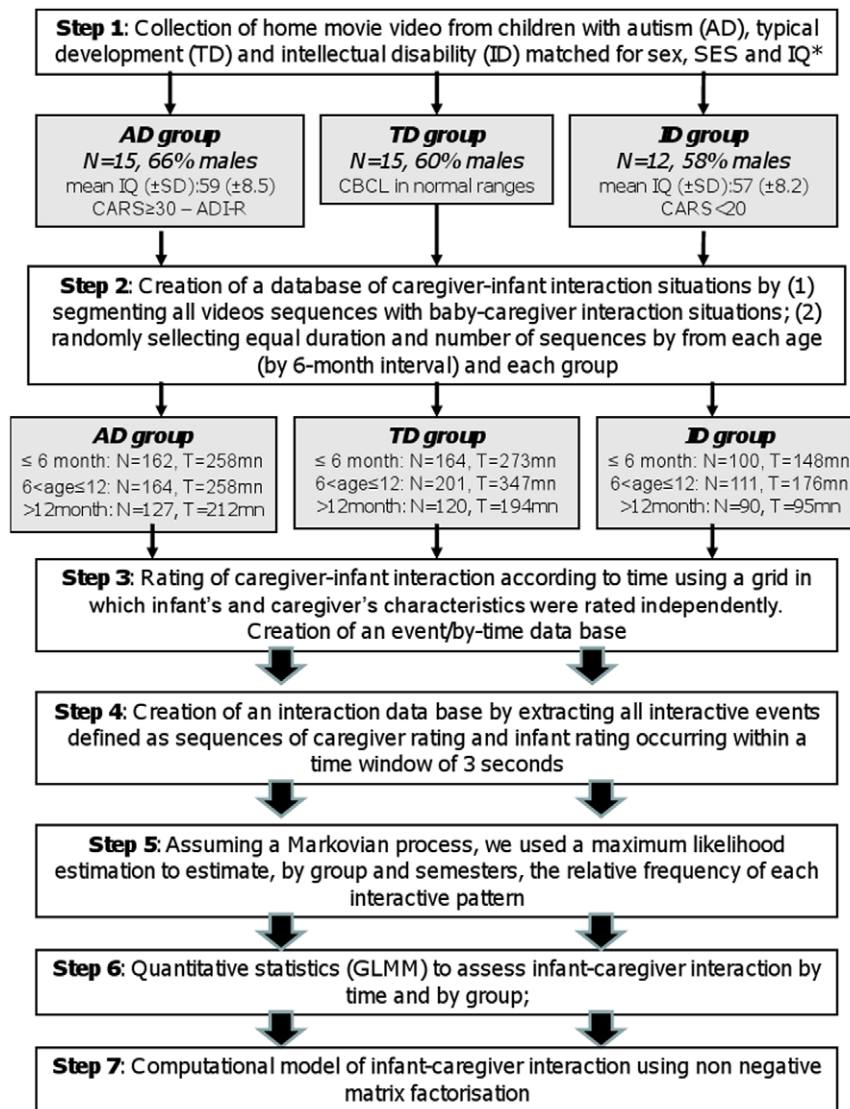 Step 1: Collection of home movie video from children with autism (AD), typical
development (TD) and intellectual disability (ID) matched for sex, SES and IQ*
AD group
N=15, 66% males
mean IQ (±SD):59 (±8.5)
CARS≥30 – ADI-R
TD group
N=15, 60% males
CBCL in normal ranges
ID group
N=12, 58% males
mean IQ (±SD):57 (±8.2)
CARS<20
Step 2: Creation of a database of caregiver-infant interaction situations by (1)
segmenting all videos sequences with baby-caregiver interaction situations; (2)
randomly sellecting equal duration and number of sequences by from each age
(by 6-month interval) and each group
AD group
≤ 6 month: N=162, T=258mn
6<age≤12: N=164, T=258mn
>12month: N=127, T=212mn
TD group
≤ 6 month: N=164, T=273mn
6<age≤12: N=201, T=347mn
>12month: N=120, T=194mn
ID group
≤ 6 month: N=100, T=148mn
6<age≤12: N=111, T=176mn
>12month: N=90, T=95mn
Step 3: Rating of caregiver-infant interaction according to time using a grid in
which infant's and caregiver's characteristics were rated independently.
Creation of an event/by-time data base
Step 4: Creation of an interaction data base by extracting all interactive events
defined as sequences of caregiver rating and infant rating occurring within a
time window of 3 seconds
Step 5: Assuming a Markovian process, we used a maximum likelihood
estimation to estimate, by group and semesters, the relative frequency of each
interactive pattern
Step 6: Quantitative statistics (GLMM) to assess infant-caregiver interaction by
time and by group;
Step 7: Computational model of infant-caregiver interaction using non negative
matrix factorisation